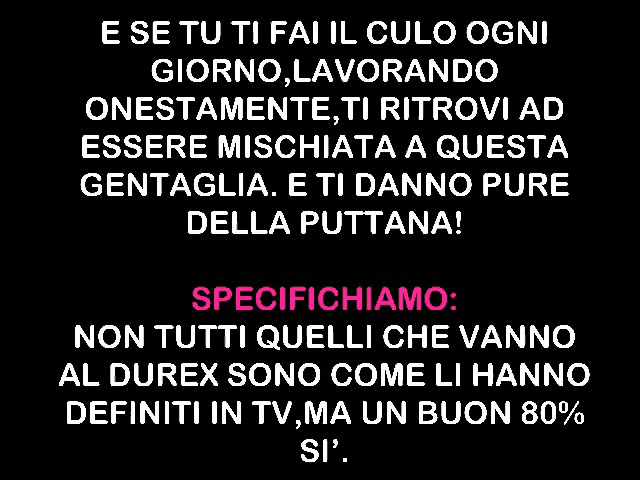 E SE TU TI FAI IL CULO OGNI
GIORNO,LAVORANDO
ONESTAMENTE,TI RITROVI AD
ESSERE MISCHIATA A QUESTA
GENTAGLIA. E TI DANNO PURE
DELLA PUTTANA!
SPECIFICHIAMO:
NON TUTTI QUELLI CHE VANNO
AL DUREX SONO COME LI HANNO
DEFINITI IN TV,MA UN BUON 80%
SI’.